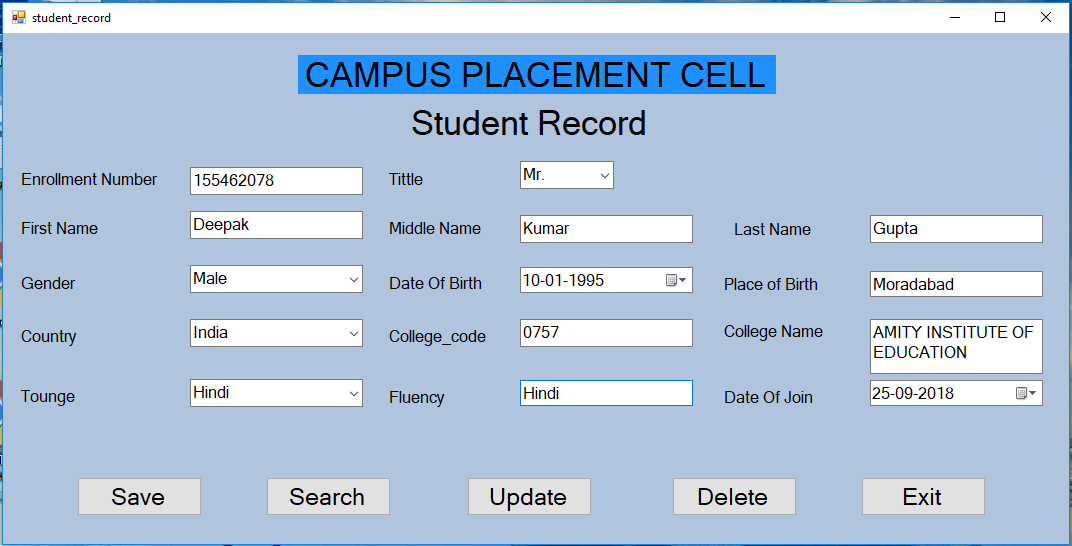 student_record
CAMPUS PLACEMENT CELL
Student Record
Enrollment Number 155462078 Tittle Mr.
First Name Deepak Middle Name Kumar Last Name Gupta
Gender Male Date Of Birth 10-01-1995 Place of Birth Moradabad
Country India College_code 0757 College Name AMITY INSTITUTE OF
EDUCATION
Tounge Hindi Fluency Hindi Date Of Join 25-09-2018
Save Search Update Delete Exit